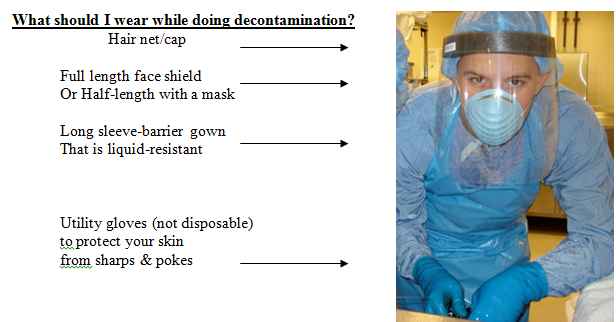 What should I wear while doing decontamination?
Hair net/cap
Full length face shield
Or Half-length with a mask
Long sleeve-barrier gown
That is liquid-resistant
Utility gloves (not disposable)
to protect your skin
from sharps & pokes